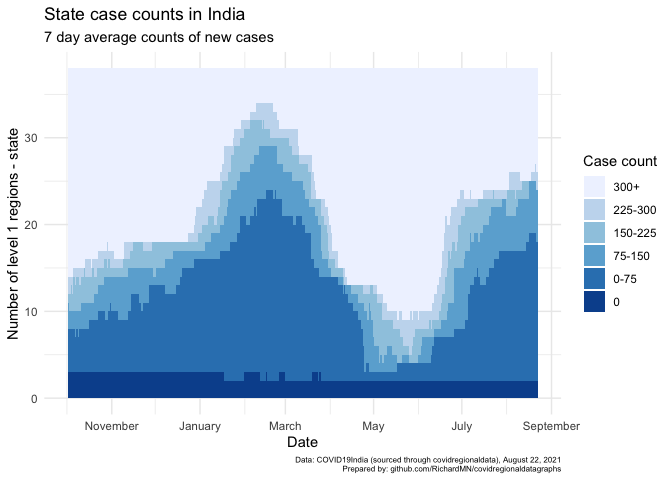 State case counts in India
7 day average counts of new cases
Number of level 1 regions - state
30
20
10
0
November January March May July September
Date
Case count
300+
225-300
150-225
75-150
0-75
0
Data: COVID19India (sourced through covidregionaldata), August 22, 2021
Prepared by: github.com/RichardMN/covidregionaldatagraphs